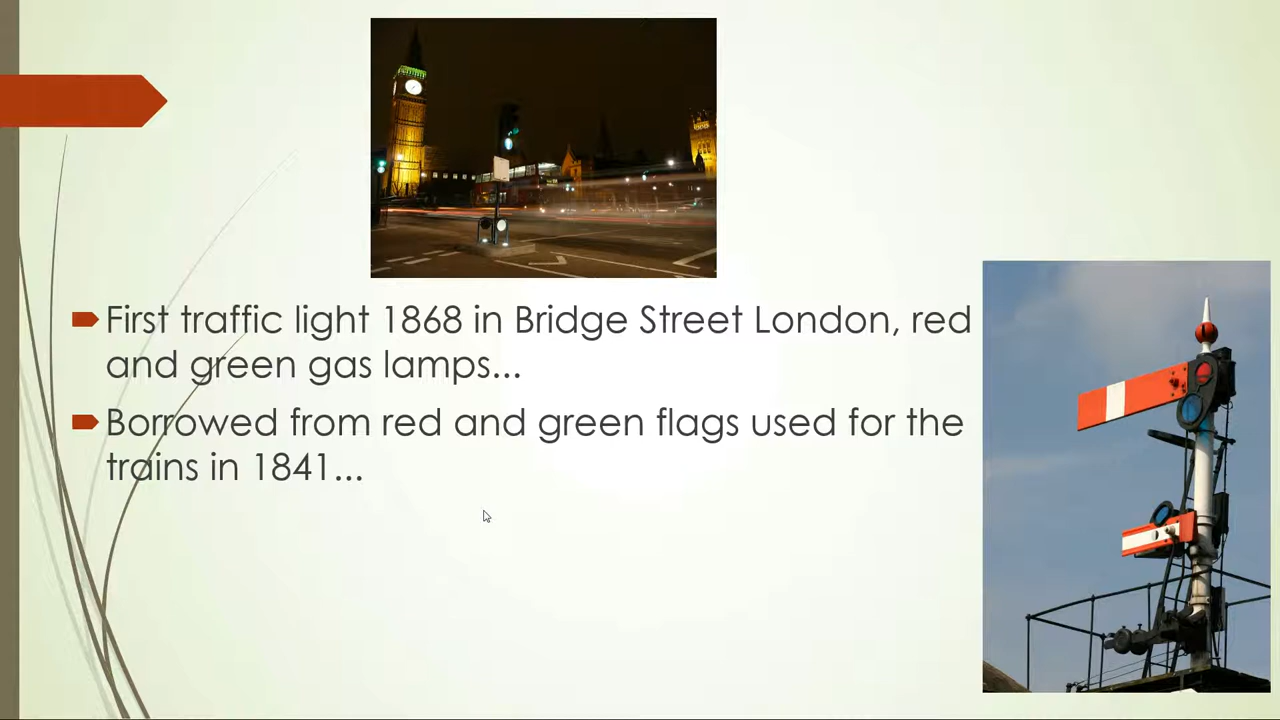 First traffic light 1868 in Bridge Street London, red
and green gas lamps...
Borrowed from red and green flags used for the
trains in 1841...